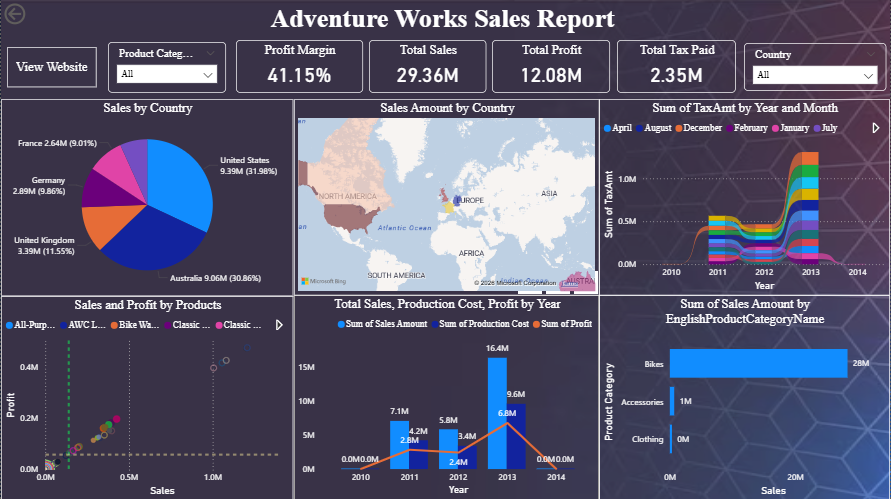 Adventure Works Sales Report
View Website
Product Categ...
All
Profit Margin
41.15%
Total Sales
29.36M
Total Profit
12.08M
Total Tax Paid
2.35M
Country
All
Sales by Country
France 2.64M (9.01%)
Germany
2.89M (9.86%)
United Kingdom
3.39M (11.55%)
United States
9.39M (31.98%)
Australia 9.06M (30.86%)
Sales Amount by Country
NORTH AMERICA
EUROPE
ASIA
Atlantic Ocean
AFRICA
SOUTH AMERICA
Indian Ocean
AUSTRA
Microsoft Bing
© 2026 Microsoft Corporation
Sum of TaxAmt by Year and Month
April August December February January July
Sum of TaxAmt
1.0M
0.5M
0.0M
2010 2011 2012 2013 2014
Year
Sales and Profit by Products
All-Purp... AWC L... Bike Wa... Classic ... Classic ...
Profit
0.4M
0.2M
0.0M
0.0M 0.5M 1.0M
Sales
Total Sales, Production Cost, Profit by Year
Sum of Sales Amount Sum of Production Cost Sum of Profit
15M
10M
5M
0M
0.0M 0.0M
7.1M
4.2M
2.8M
5.8M
3.4M
2.4M
16.4M
9.6M
6.8M
0.0M 0.0M
2010 2011 2012 2013 2014
Year
Sum of Sales Amount by
EnglishProductCategoryName
Product Category
Bikes
28M
Accessories
1M
Clothing
0M
0M 20M
Sales